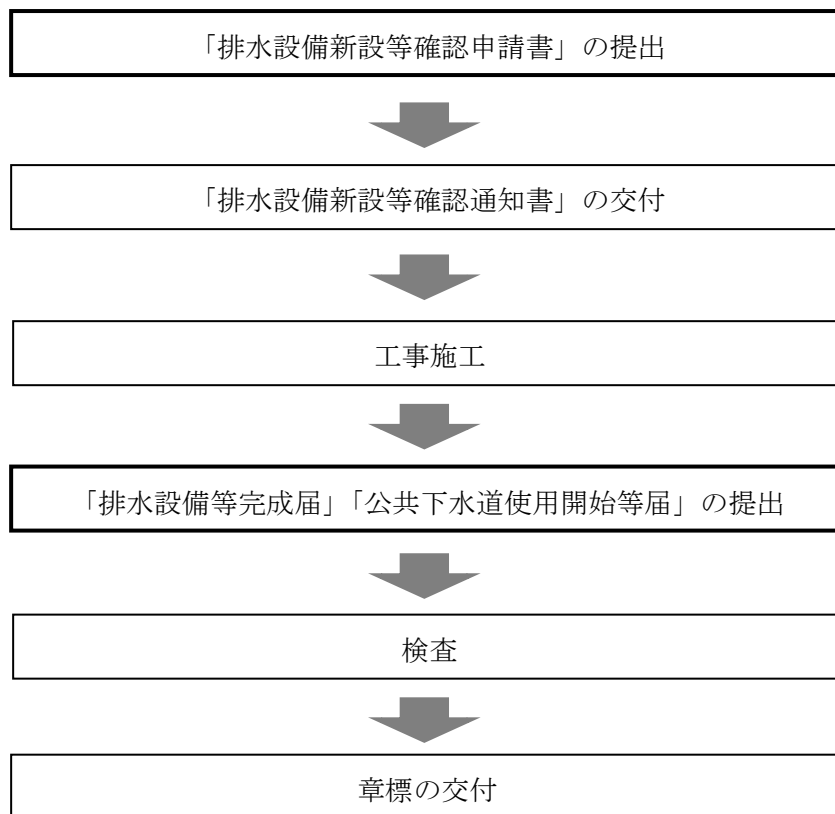 「排水設備新設等確認申請書」の提出
「排水設備新設等確認通知書」の交付
工事施工
「排水設備等完成届」「公共下水道使用開始等届」の提出
検査
章標の交付